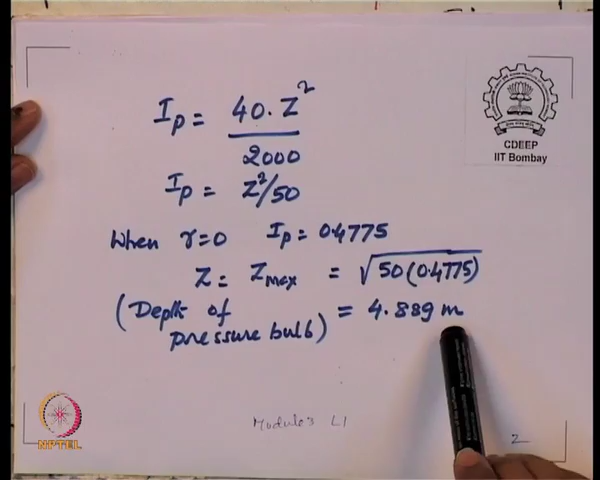 Ip = 40.Z²
2000
Ip = Z²/50
When r=0 Ip = 0.4775
Z = Zmax = √50(0.4775)
(Depth of pressure bulb) = 4.889 m
CDEEP
IIT Bombay
NPTEL
Module 3 L1
2